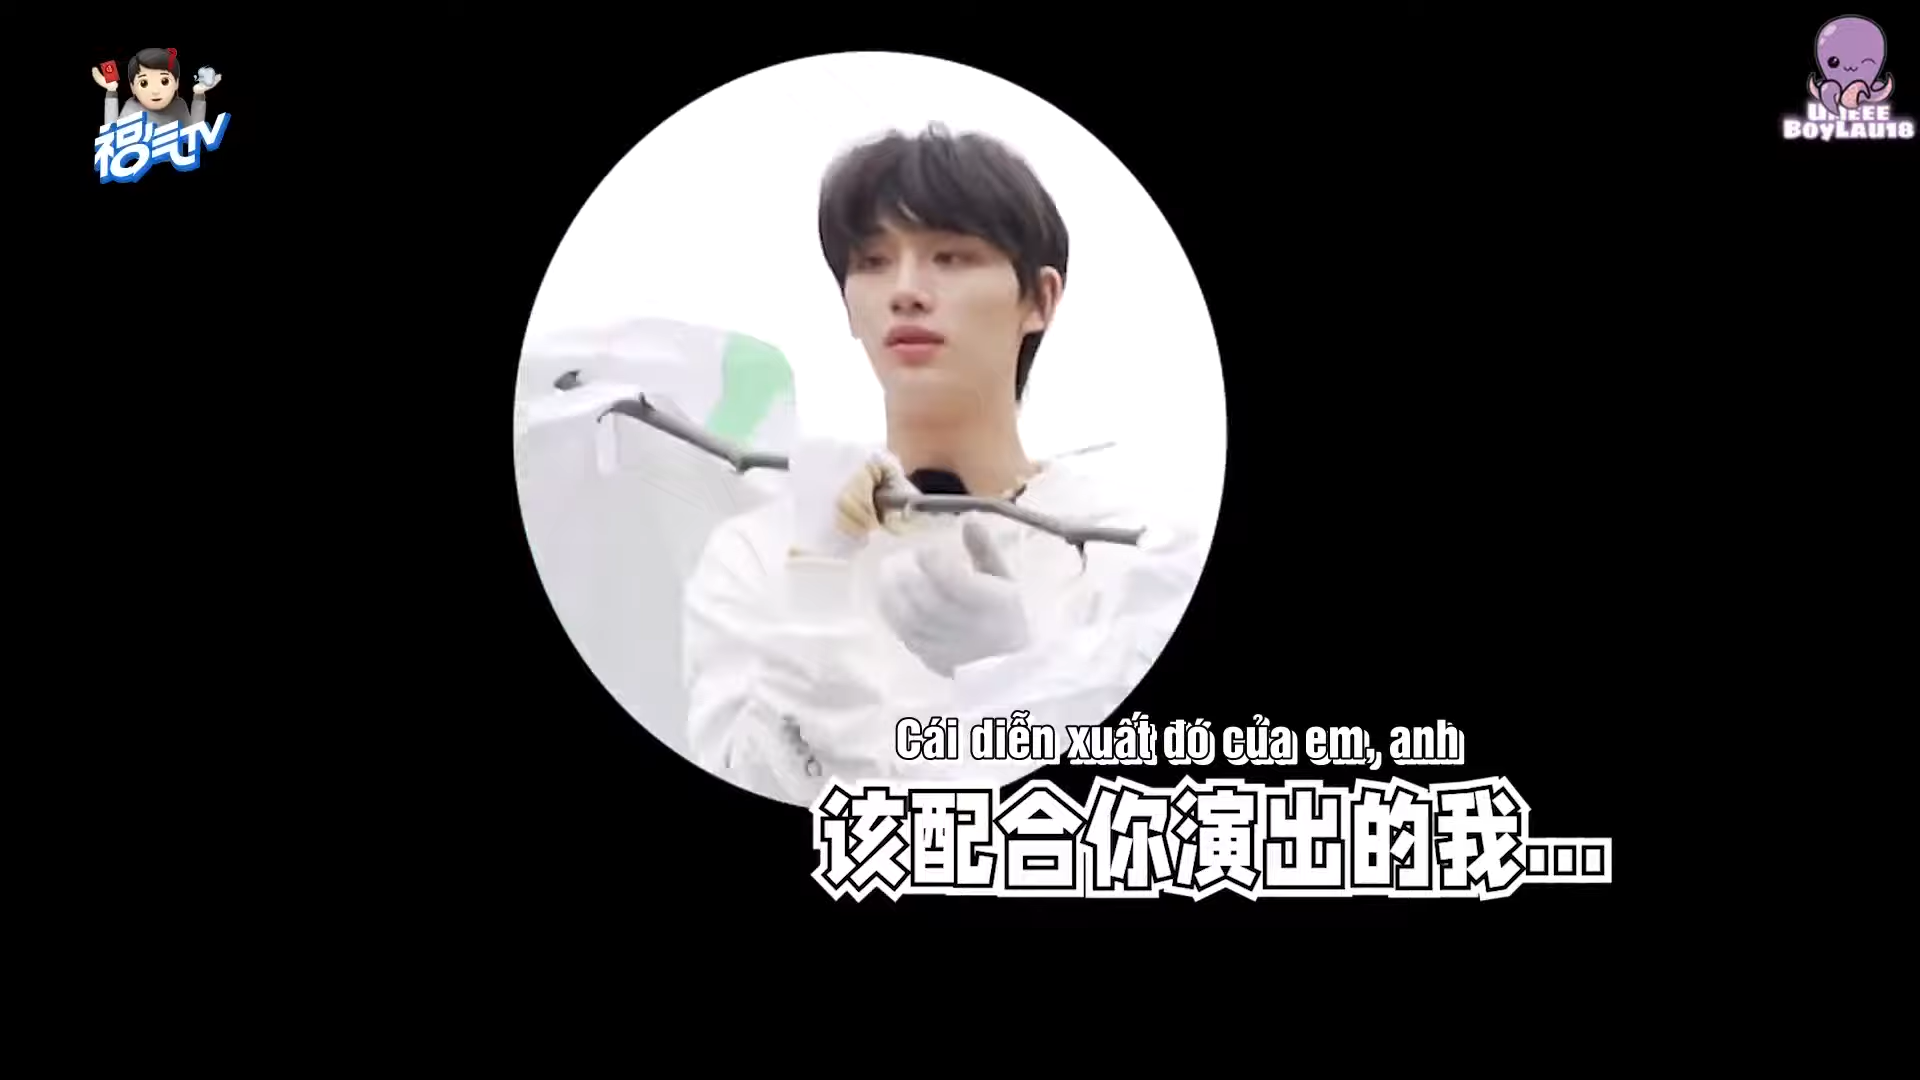 福气TV
BoyLAU18
Cái diễn xuất đó của em, anh
该配合你演出的我...